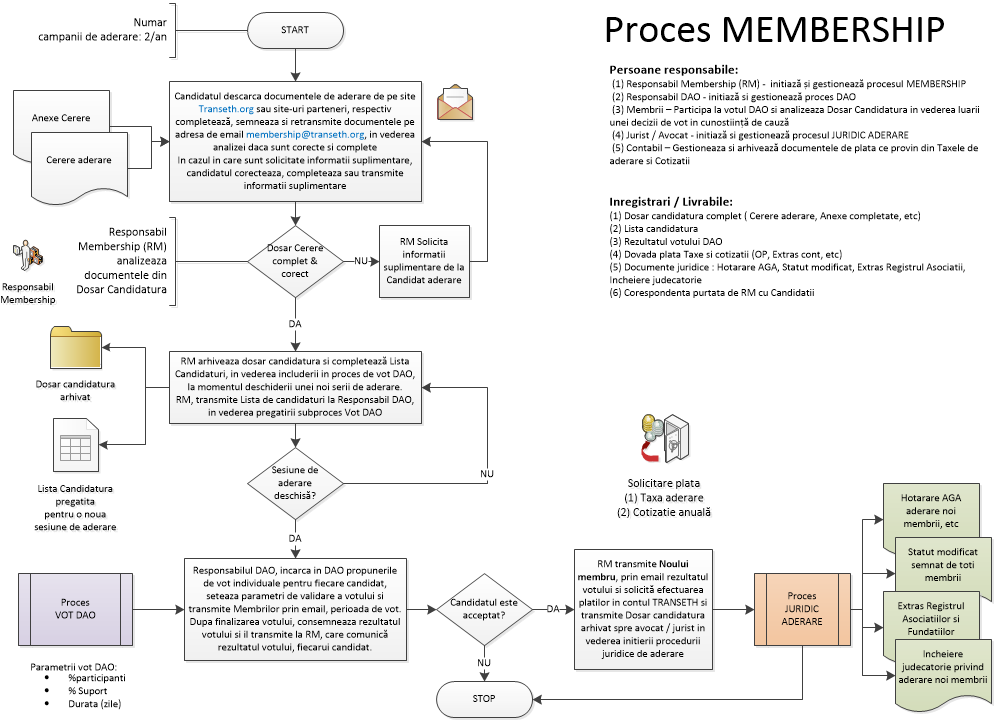 Proces MEMBERSHIP
Numar
campanii de aderare: 2/an
START
Persoane responsabile:
(1) Responsabil Membership (RM) - inițiază și gestionează procesul MEMBERSHIP
(2) Responsabil DAO - initiază si gestionează proces DAO
(3) Membrii – Participa la votul DAO si analizeaza Dosar Candidatura in vederea luarii
unei decizii de vot in cunostiință de cauză
(4) Jurist / Avocat - initiază si gestionează procesul JURIDIC ADERARE
(5) Contabil – Gestioneaza si arhivează documentele de plata ce provin din Taxele de
aderare si Cotizatii
Inregistrari / Livrabile:
(1) Dosar candidatura complet ( Cerere aderare, Anexe completate, etc)
(2) Lista candidatura
(3) Rezultatul votului DAO
(4) Dovada plata Taxe si cotizatii (OP, Extras cont, etc)
(5) Documente juridice : Hotarare AGA, Statut modificat, Extras Registrul Asociatii,
Incheiere judecatorie
(6) Corespondenta purtata de RM cu Candidatii
Anexe Cerere
Cerere aderare
Candidatul descarca documentele de aderare de pe site
Transeth.org sau site-uri parteneri, respectiv
completează, semneaza si retransmite documentele pe
adresa de email membership@transeth.org, in vederea
analizei daca sunt corecte si complete
In cazul in care sunt solicitate informatii suplimentare,
candidatul corecteaza, completeaza sau transmite
informatii suplimentare
Responsabil
Membership
Responsabil
Membership (RM)
analizeaza
documentele din
Dosar Candidatura
Dosar Cerere
complet &
corect
NU
RM Solicita
informatii
suplimentare de la
Candidat aderare
DA
Dosar candidatura
arhivat
Lista Candidatura
pregatita
pentru o noua
sesiune de aderare
RM arhiveaza dosar candidatura si completează Lista
Candidaturi, in vederea includerii in proces de vot DAO,
la momentul deschiderii unei noi serii de aderare.
RM, transmite Lista de candidaturi la Responsabil DAO,
in vederea pregatirii subproces Vot DAO
Sesiune de
aderare
deschisă?
NU
DA
Solicitare plata
(1) Taxa aderare
(2) Cotizatie anuală
Proces
VOT DAO
Parametrii vot DAO:
• %participanti
• % Suport
• Durata (zile)
Responsabilul DAO, incarca in DAO propunerile
de vot individuale pentru fiecare candidat,
seteaza parametri de validare a votului si
transmite Membrilor prin email, perioada de vot.
Dupa finalizarea votului, consemneaza rezultatul
votului si il transmite la RM, care comunică
rezultatul votului, fiecarui candidat.
Candidatul este
acceptat?
DA
NU
STOP
RM transmite Noului
membru, prin email rezultatul
votului si solicită efectuarea
platilor in contul TRANSETH si
transmite Dosar candidatura
arhivat spre avocat / jurist in
vederea initierii procedurii
juridice de aderare
Proces
JURIDIC
ADERARE
Hotarare AGA
aderare noi
membrii, etc
Statut modificat
semnat de toti
membrii
Extras Registrul
Asociatiilor si
Fundatiilor
Incheiere
judecatorie privind
aderare noi membrii